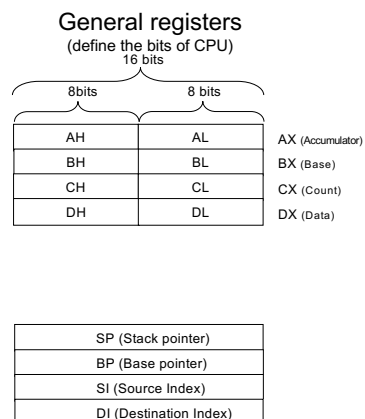 General registers
(define the bits of CPU)
16 bits
8bits 8 bits
AH AL AX (Accumulator)
BH BL BX (Base)
CH CL CX (Count)
DH DL DX (Data)
SP (Stack pointer)
BP (Base pointer)
SI (Source Index)
DI (Destination Index)